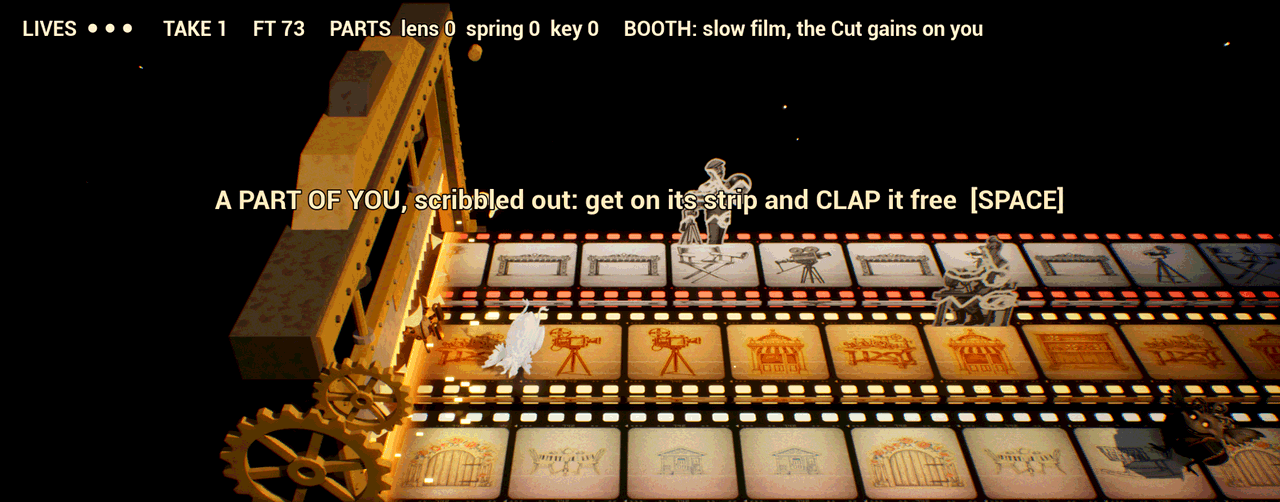 LIVES ●●● TAKE 1 FT 73 PARTS lens 0 spring 0 key 0 BOOTH: slow film, the Cut gains on you
A PART OF YOU, scribbled out: get on its strip and CLAP it free [SPACE]